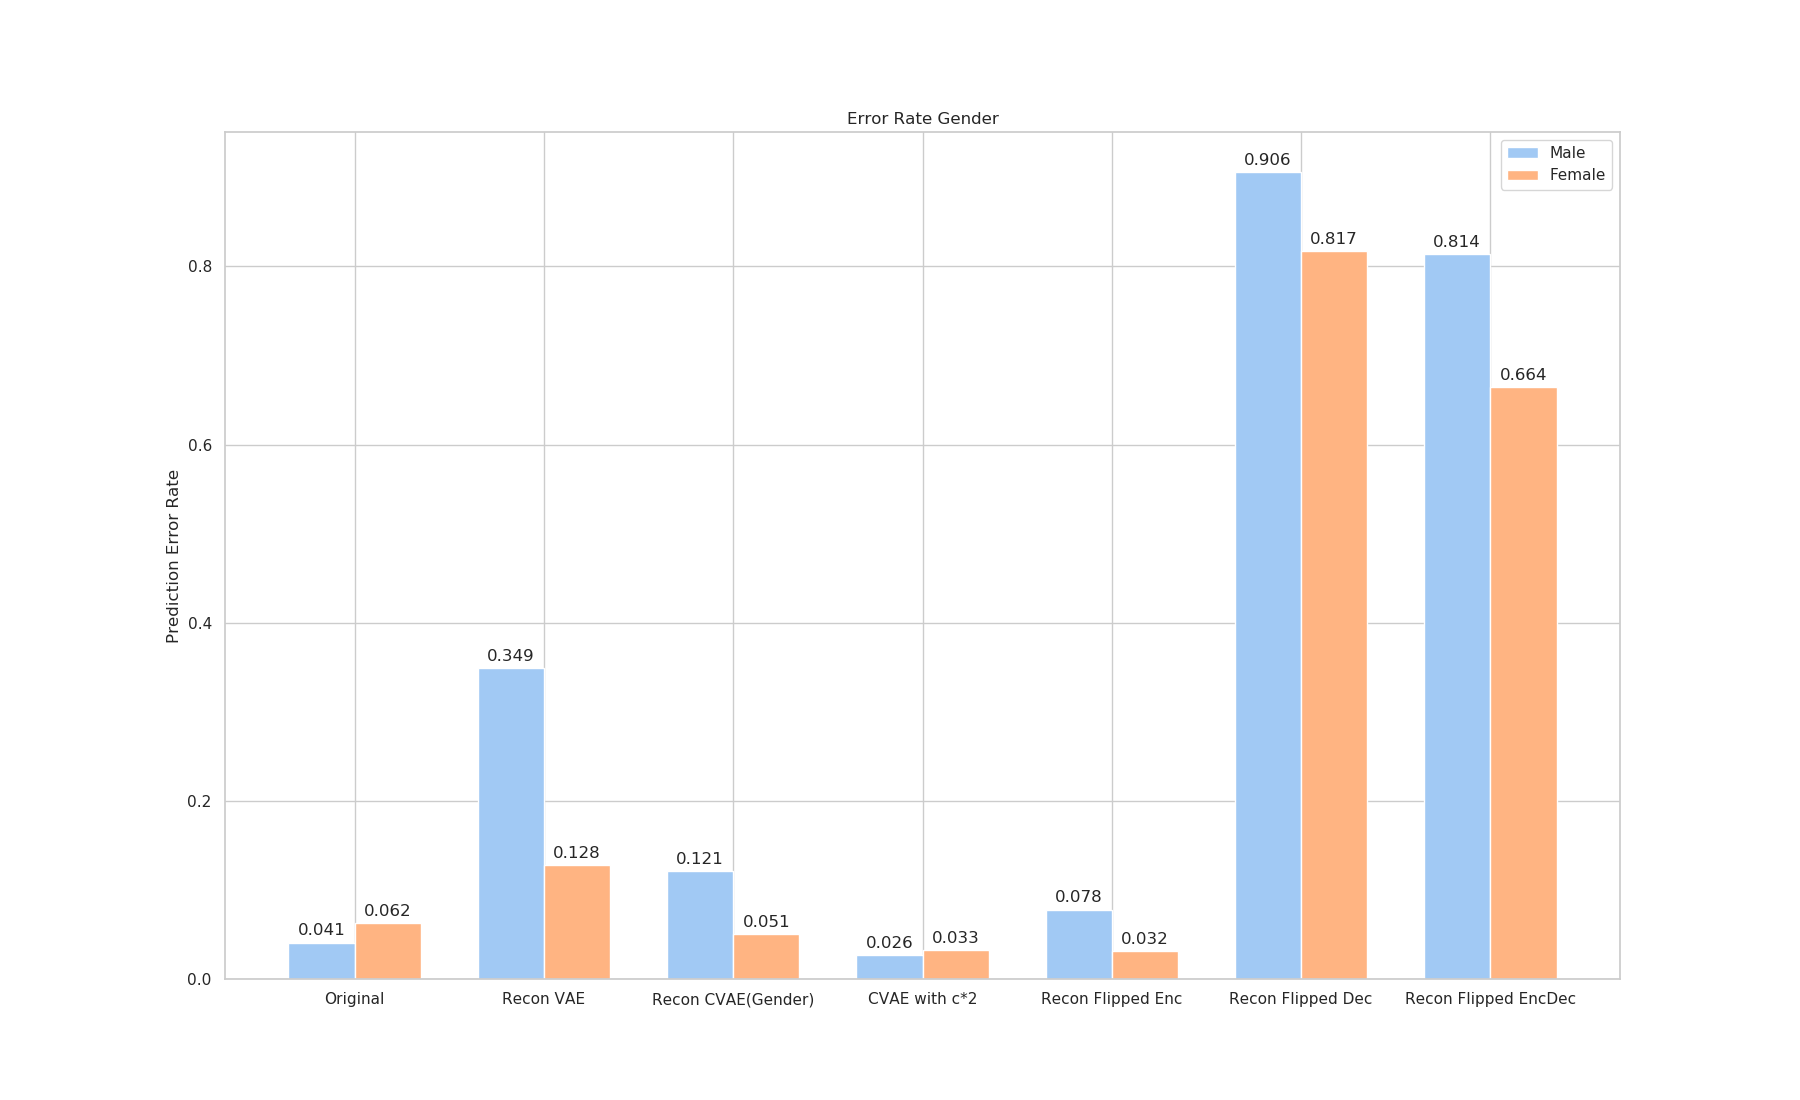 Error Rate Gender
Male
Female
Prediction Error Rate
0.8
0.6
0.4
0.2
0.0
0.041
0.062
0.349
0.128
0.121
0.051
0.026
0.033
0.078
0.032
0.906
0.817
0.814
0.664
Original
Recon VAE
Recon CVAE(Gender)
CVAE with c*2
Recon Flipped Enc
Recon Flipped Dec
Recon Flipped EncDec